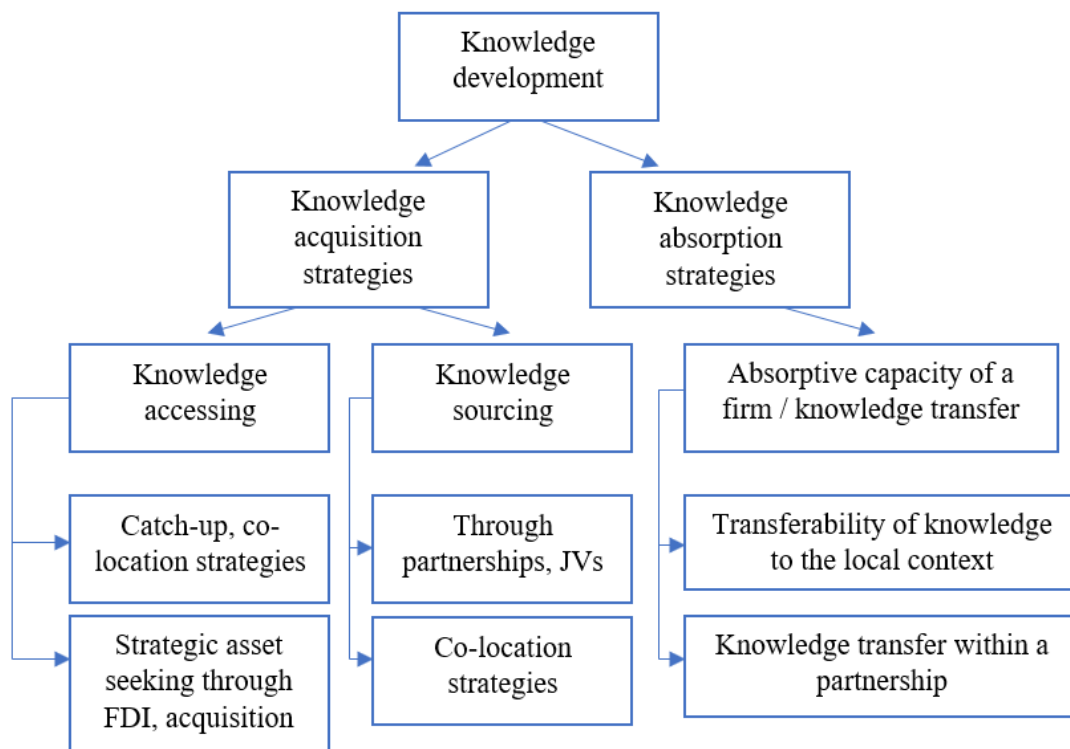 Knowledge
development
Knowledge
acquisition
strategies
Knowledge
absorption
strategies
Knowledge
accessing
Knowledge
sourcing
Absorptive capacity of a
firm / knowledge transfer
Catch-up, co-
location strategies
Through
partnerships, JVs
Transferability of knowledge
to the local context
Strategic asset
seeking through
FDI, acquisition
Co-location
strategies
Knowledge transfer within a
partnership